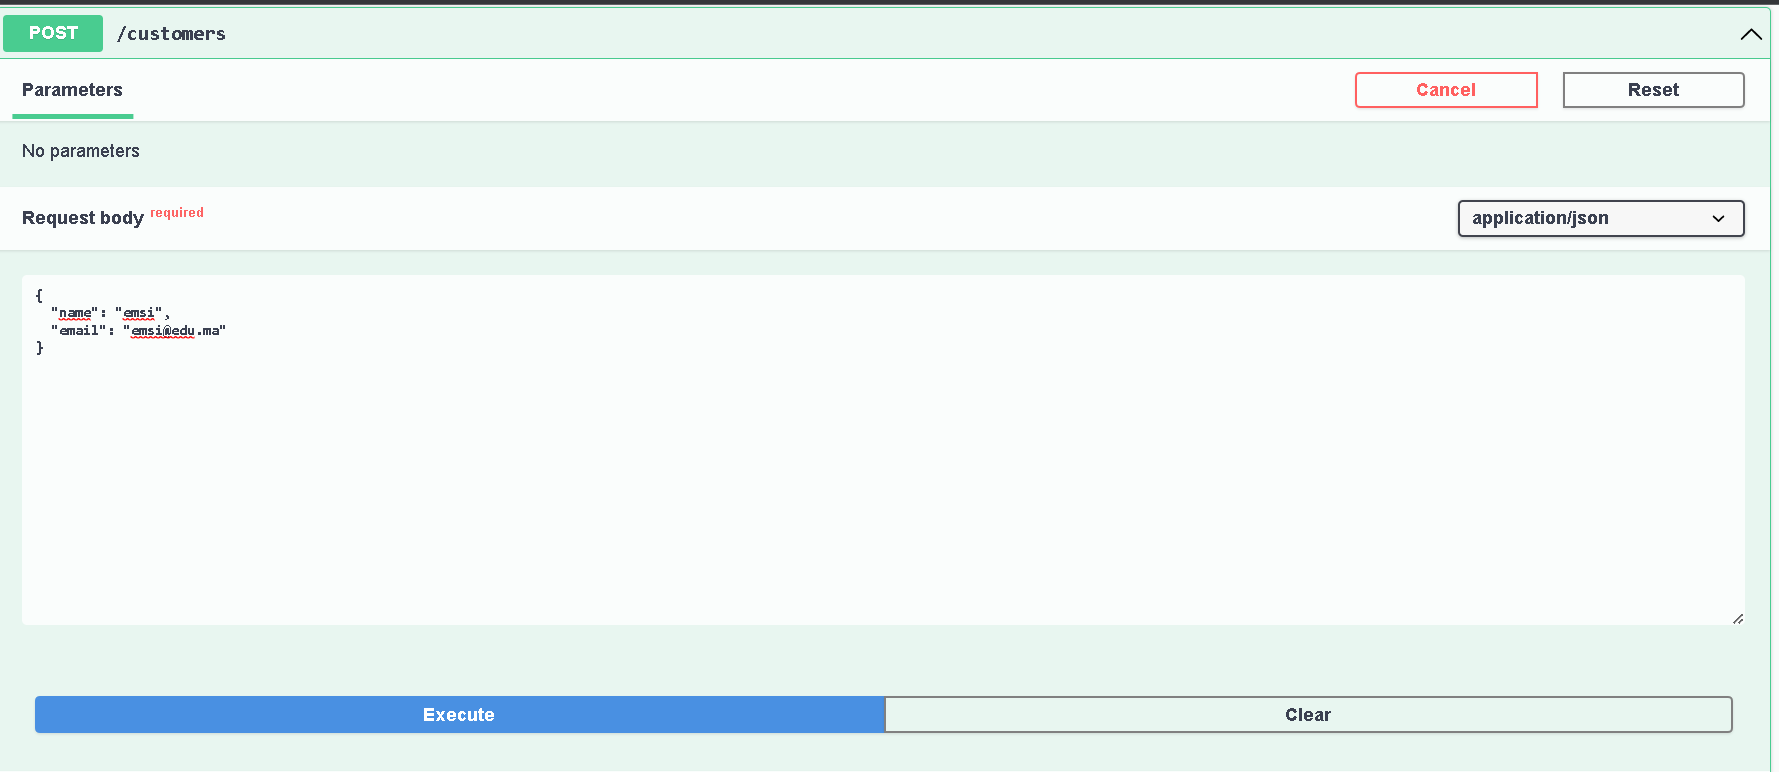 POST /customers
Parameters
Cancel
Reset
No parameters
Request body required
application/json
{
  "name": "emsi",
  "email": "emsi@edu.ma"
}
Execute
Clear